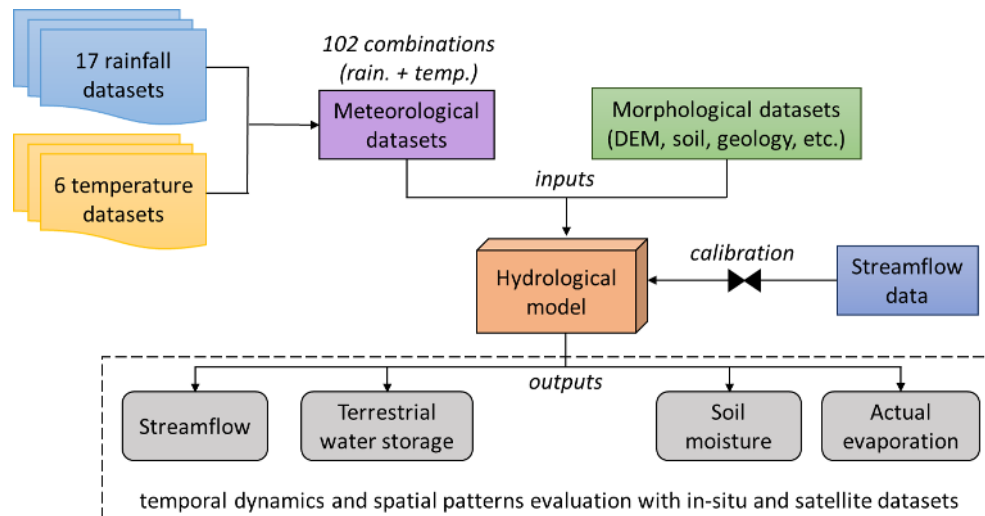 17 rainfall
datasets
6 temperature
datasets
102 combinations
(rain. + temp.)
Meteorological
datasets
Morphological datasets
(DEM, soil, geology, etc.)
inputs
Hydrological
model
calibration
Streamflow
data
outputs
Streamflow
Terrestrial
water storage
Soil
moisture
Actual
evaporation
temporal dynamics and spatial patterns evaluation with in-situ and satellite datasets